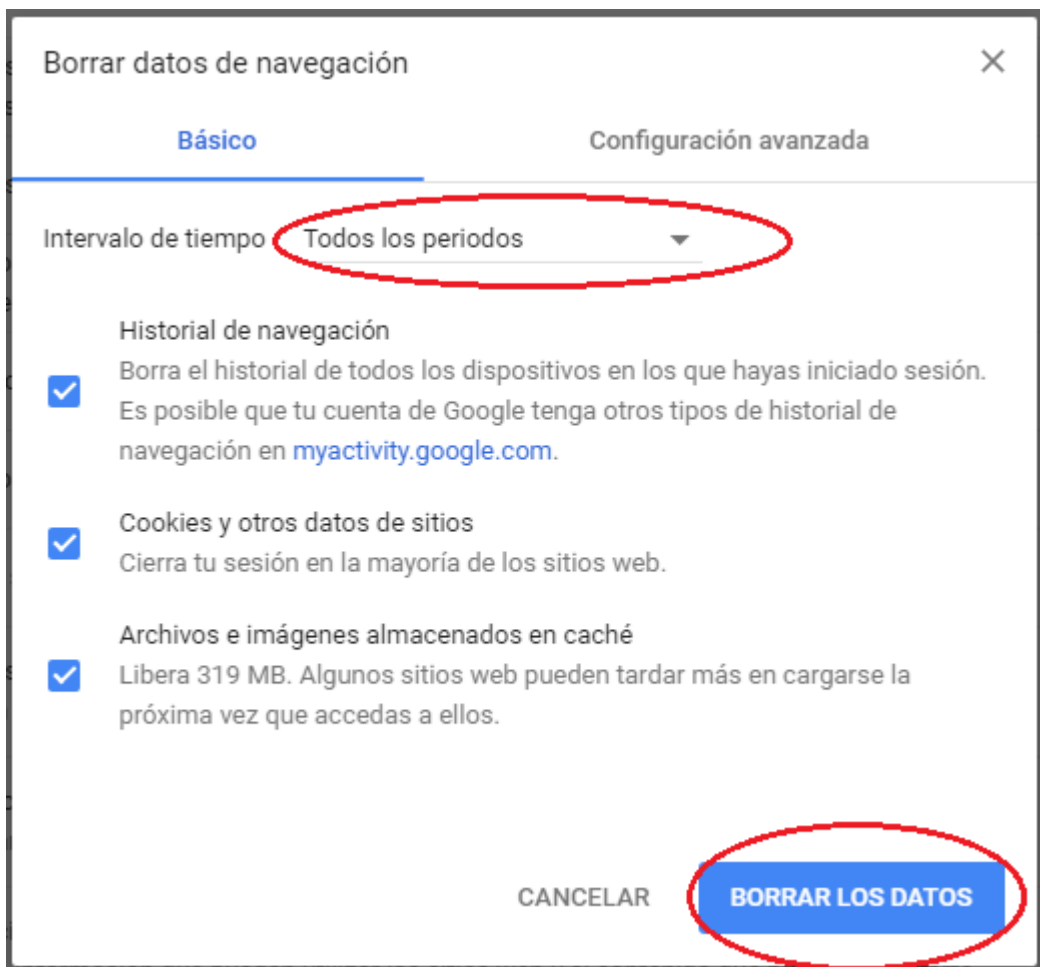 Borrar datos de navegación
Básico
Configuración avanzada
Intervalo de tiempo Todos los periodos
Historial de navegación
Borra el historial de todos los dispositivos en los que hayas iniciado sesión.
Es posible que tu cuenta de Google tenga otros tipos de historial de
navegación en myactivity.google.com.
Cookies y otros datos de sitios
Cierra tu sesión en la mayoría de los sitios web.
Archivos e imágenes almacenados en caché
Libera 319 MB. Algunos sitios web pueden tardar más en cargarse la
próxima vez que accedas a ellos.
CANCELAR
BORRAR LOS DATOS